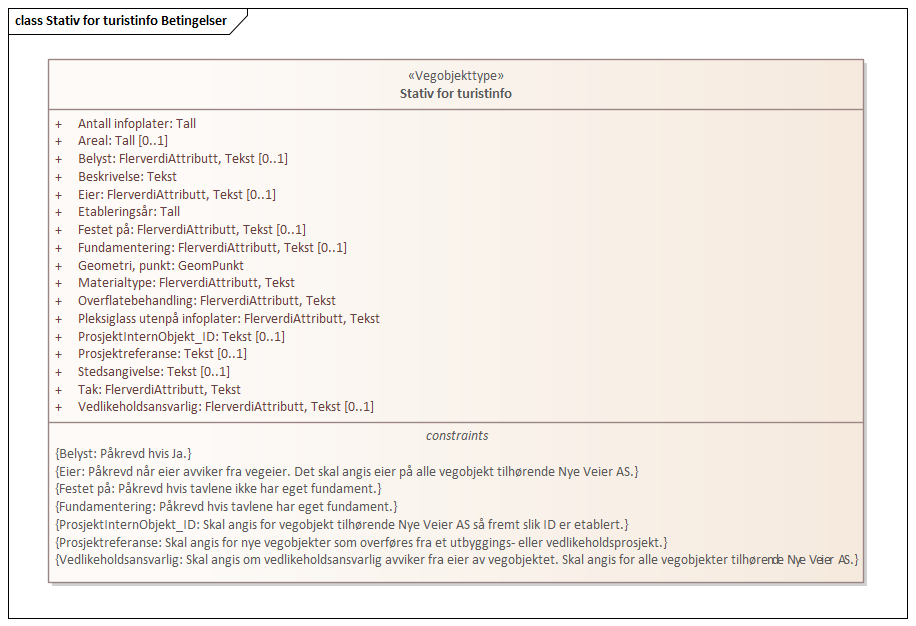 class Stativ for turistinfo Betingelser
«Vegobjekttype»
Stativ for turistinfo
+ Antall infoplater: Tall
+ Areal: Tall [0..1]
+ Belyst: FlerverdiAttributt, Tekst [0..1]
+ Beskrivelse: Tekst
+ Eier: FlerverdiAttributt, Tekst [0..1]
+ Etableringsår: Tall
+ Festet på: FlerverdiAttributt, Tekst [0..1]
+ Fundamentering: FlerverdiAttributt, Tekst [0..1]
+ Geometri, punkt: GeomPunkt
+ Materialtype: FlerverdiAttributt, Tekst
+ Overflatebehandling: FlerverdiAttributt, Tekst
+ Pleksiglass utenpå infoplater: FlerverdiAttributt, Tekst
+ ProsjektInternObjekt_ID: Tekst [0..1]
+ Prosjektreferanse: Tekst [0..1]
+ Stedsangivelse: Tekst [0..1]
+ Tak: FlerverdiAttributt, Tekst
+ Vedlikeholdsansvarlig: FlerverdiAttributt, Tekst [0..1]
constraints
{Belyst: Påkrevd hvis Ja.}
{Eier: Påkrevd når eier avviker fra vegeier. Det skal angis eier på alle vegobjekt tilhørende Nye Veier AS.}
{Festet på: Påkrevd hvis tavlene ikke har eget fundament.}
{Fundamentering: Påkrevd hvis tavlene har eget fundament.}
{ProsjektInternObjekt_ID: Skal angis for vegobjekt tilhørende Nye Veier AS så fremt slik ID er etablert.}
{Prosjektreferanse: Skal angis for nye vegobjekter som overføres fra et utbyggings- eller vedlikeholdsprosjekt.}
{Vedlikeholdsansvarlig: Skal angis om vedlikeholdsansvarlig avviker fra eier av vegobjektet. Skal angis for alle vegobjekter tilhørende Nye Veier AS.}